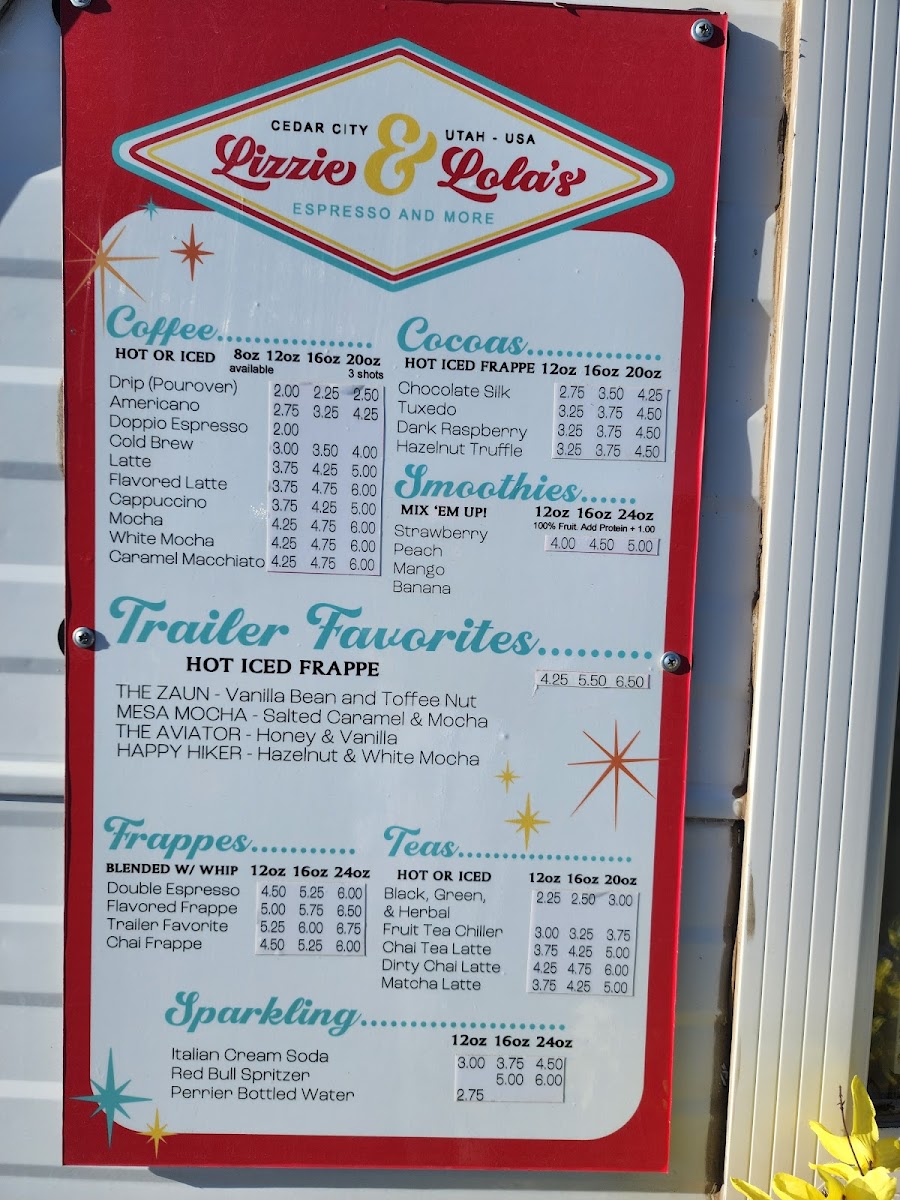 CEDAR CITY & UTAH - USA
Lizzie & Lola's
ESPRESSO AND MORE
Coffee................
HOT OR ICED 8oz 12oz 16oz 20oz
available 3 shots
Drip (Pourover) 2.00 2.25 2.50
Americano 2.75 3.25 4.25
Doppio Espresso 2.00
Cold Brew 3.00 3.50 4.00
Latte 3.75 4.25 5.00
Flavored Latte 3.75 4.75 6.00
Cappuccino 3.75 4.25 5.00
Mocha 4.25 4.75 6.00
White Mocha 4.25 4.75 6.00
Caramel Macchiato 4.25 4.75 6.00
Cocoas..............
HOT ICED FRAPPE 12oz 16oz 20oz
Chocolate Silk 2.75 3.50 4.25
Tuxedo 3.25 3.75 4.50
Dark Raspberry 3.25 3.75 4.50
Hazelnut Truffle 3.25 3.75 4.50
Smoothies......
MIX 'EM UP! 12oz 16oz 24oz
100% Fruit. Add Protein + 1.00
Strawberry 4.00 4.50 5.00
Peach
Mango
Banana
Trailer Favorites.........
HOT ICED FRAPPE
4.25 5.50 6.50
THE ZAUN - Vanilla Bean and Toffee Nut
MESA MOCHA - Salted Caramel & Mocha
THE AVIATOR - Honey & Vanilla
HAPPY HIKER - Hazelnut & White Mocha
Frappes...........
BLENDED W/ WHIP 12oz 16oz 24oz
Double Espresso 4.50 5.25 6.00
Flavored Frappe 5.00 5.75 6.50
Trailer Favorite 5.25 6.00 6.75
Chai Frappe 4.50 5.25 6.00
Teas...................
HOT OR ICED 12oz 16oz 20oz
Black, Green, 2.25 2.50 3.00
& Herbal
Fruit Tea Chiller 3.00 3.25 3.75
Chai Tea Latte 3.75 4.25 5.00
Dirty Chai Latte 4.25 4.75 6.00
Matcha Latte 3.75 4.25 5.00
Sparkling......................
12oz 16oz 24oz
Italian Cream Soda 3.00 3.75 4.50
Red Bull Spritzer 5.00 6.00
Perrier Bottled Water 2.75